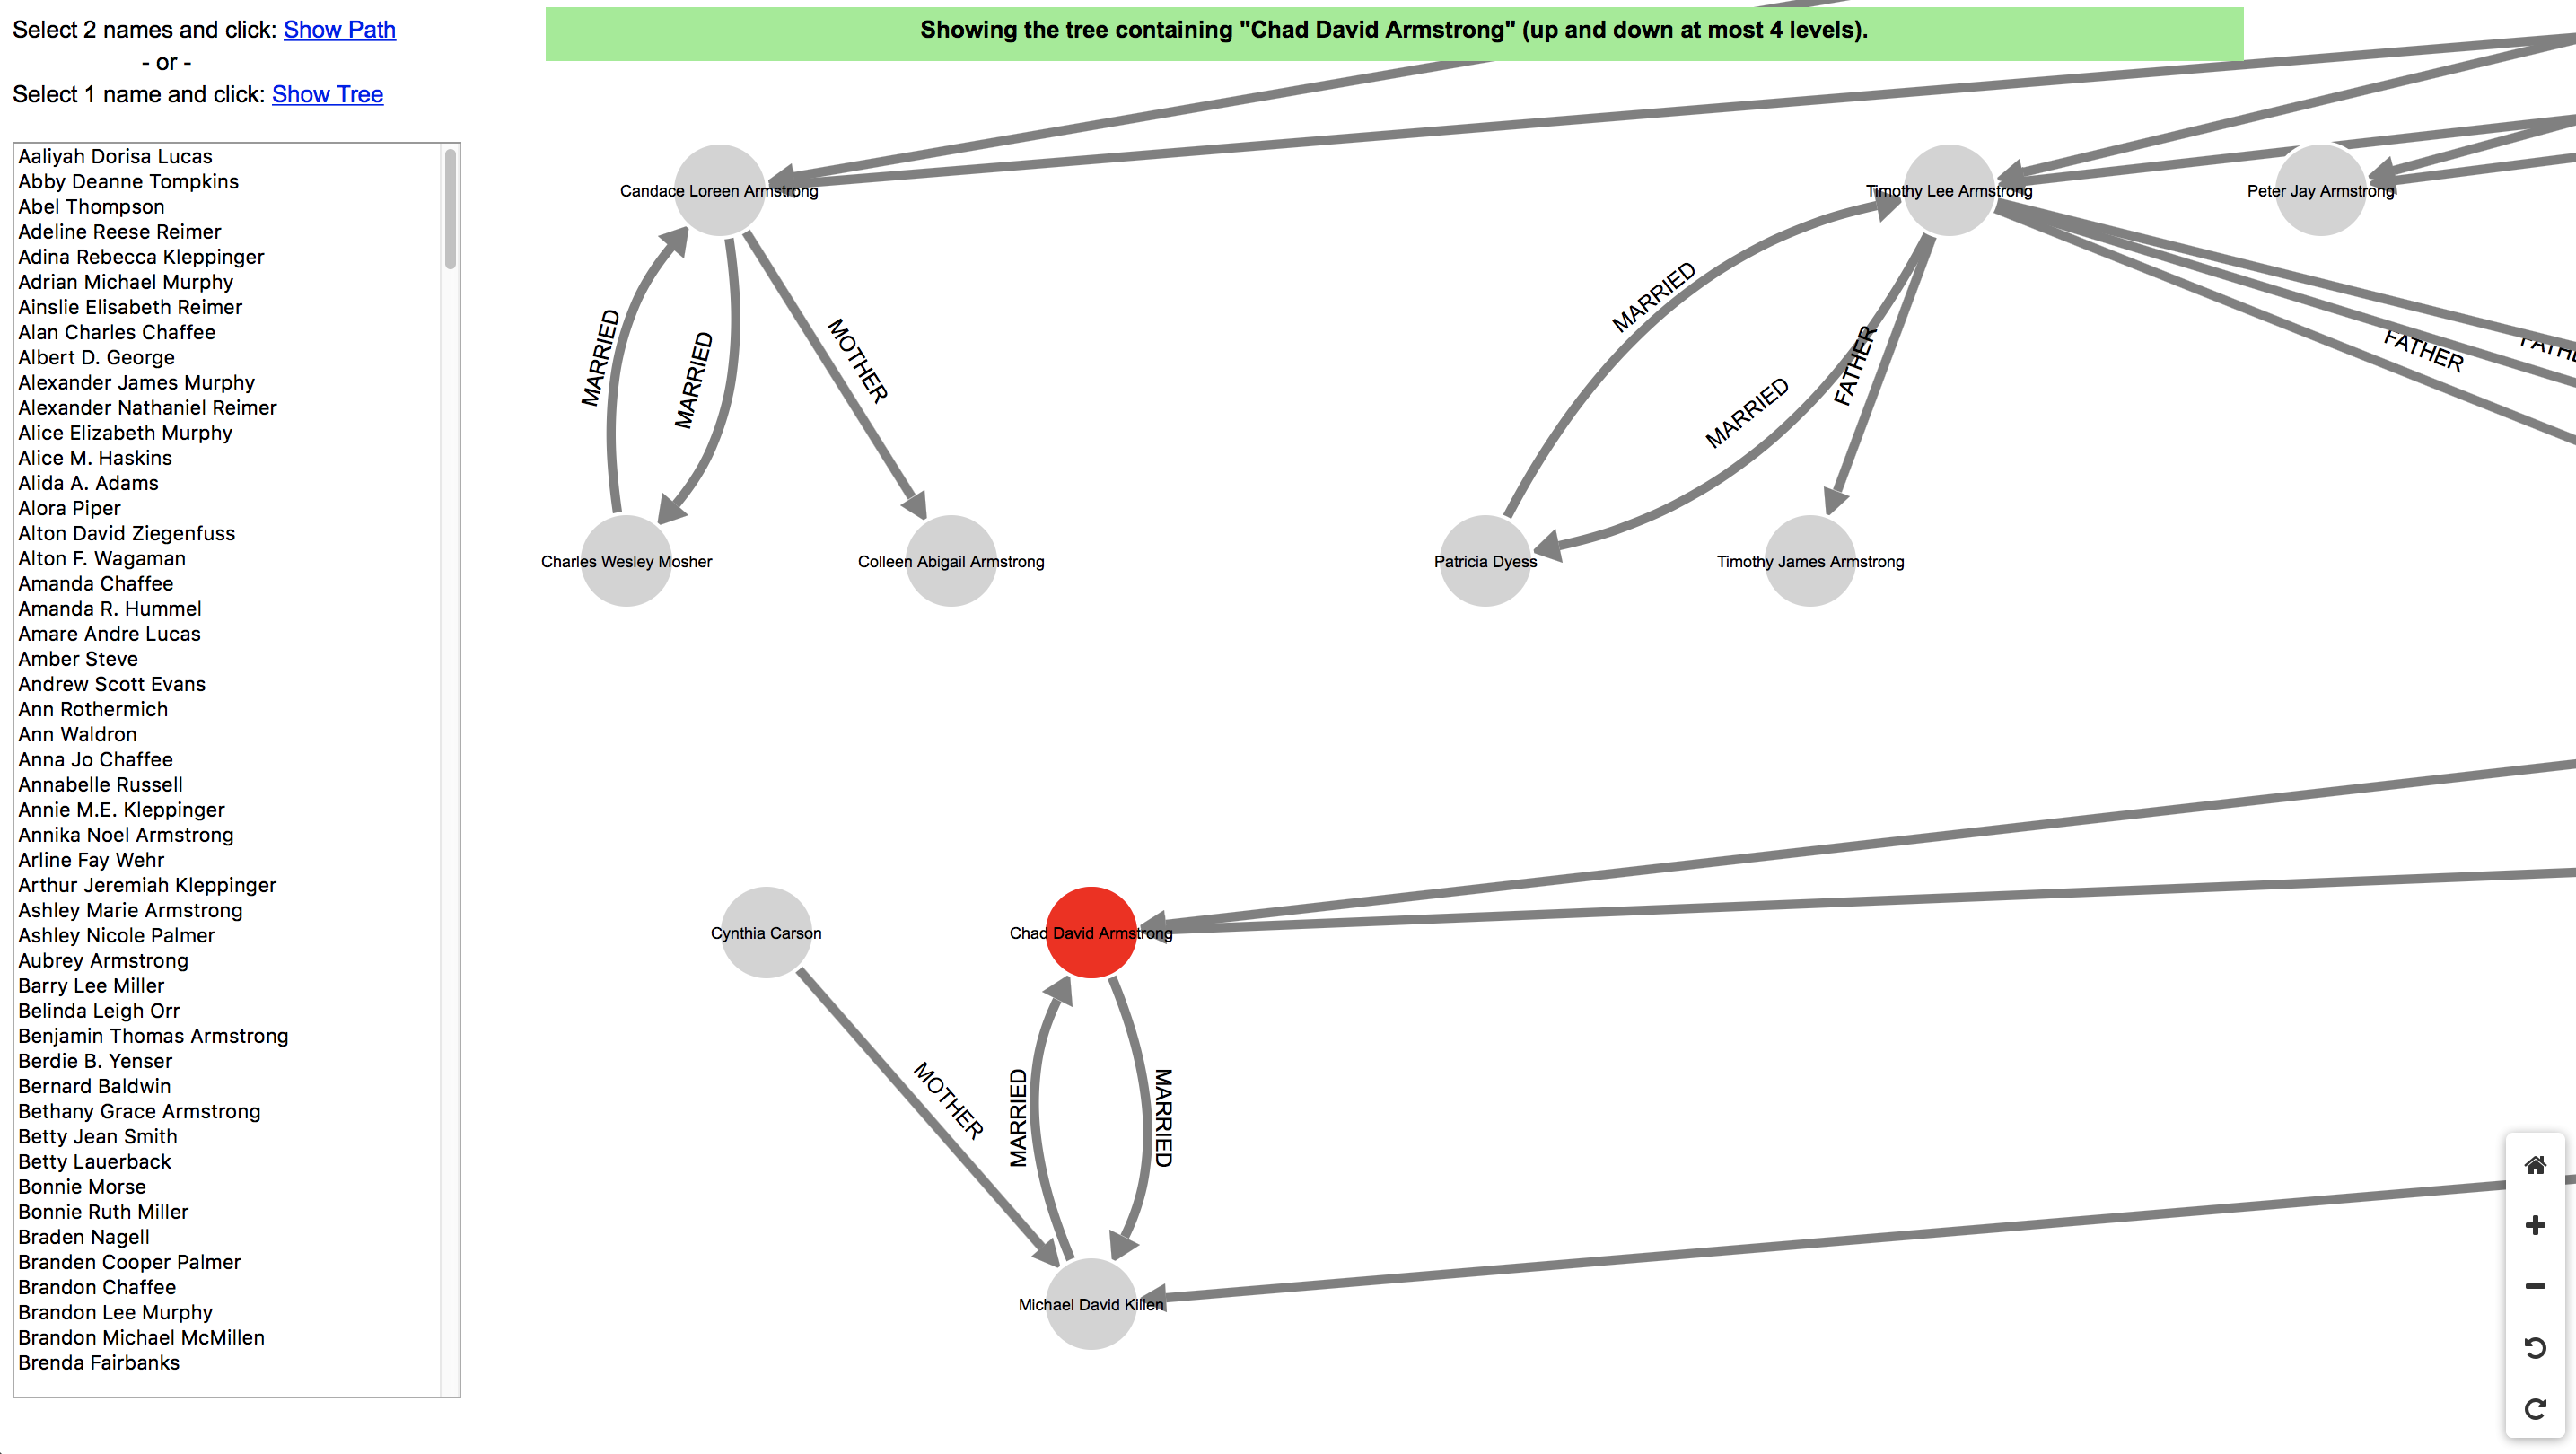 Select 2 names and click: Show Path
- or -
Select 1 name and click: Show Tree
Aaliyah Dorisa Lucas
Abby Deanne Tompkins
Abel Thompson
Adeline Reese Reimer
Adina Rebecca Kleppinger
Adrian Michael Murphy
Ainslie Elisabeth Reimer
Alan Charles Chaffee
Albert D. George
Alexander James Murphy
Alexander Nathaniel Reimer
Alice Elizabeth Murphy
Alice M. Haskins
Alida A. Adams
Alora Piper
Alton David Ziegenfuss
Alton F. Wagaman
Amanda Chaffee
Amanda R. Hummel
Amare Andre Lucas
Amber Steve
Andrew Scott Evans
Ann Rothermich
Ann Waldron
Anna Jo Chaffee
Annabelle Russell
Annie M.E. Kleppinger
Annika Noel Armstrong
Arline Fay Wehr
Arthur Jeremiah Kleppinger
Ashley Marie Armstrong
Ashley Nicole Palmer
Aubrey Armstrong
Barry Lee Miller
Belinda Leigh Orr
Benjamin Thomas Armstrong
Berdie B. Yenser
Bernard Baldwin
Bethany Grace Armstrong
Betty Jean Smith
Betty Lauerback
Bonnie Morse
Bonnie Ruth Miller
Braden Nagell
Branden Cooper Palmer
Brandon Chaffee
Brandon Lee Murphy
Brandon Michael McMillen
Brenda Fairbanks
Showing the tree containing "Chad David Armstrong" (up and down at most 4 levels).
Candace Loreen Armstrong
Timothy Lee Armstrong
Peter Jay Armstrong
MARRIED
MARRIED
MOTHER
MARRIED
MARRIED
FATHER
FATHER
Charles Wesley Mosher
Colleen Abigail Armstrong
Patricia Dyess
Timothy James Armstrong
Cynthia Carson
Chad David Armstrong
MOTHER
MARRIED
MARRIED
Michael David Killen